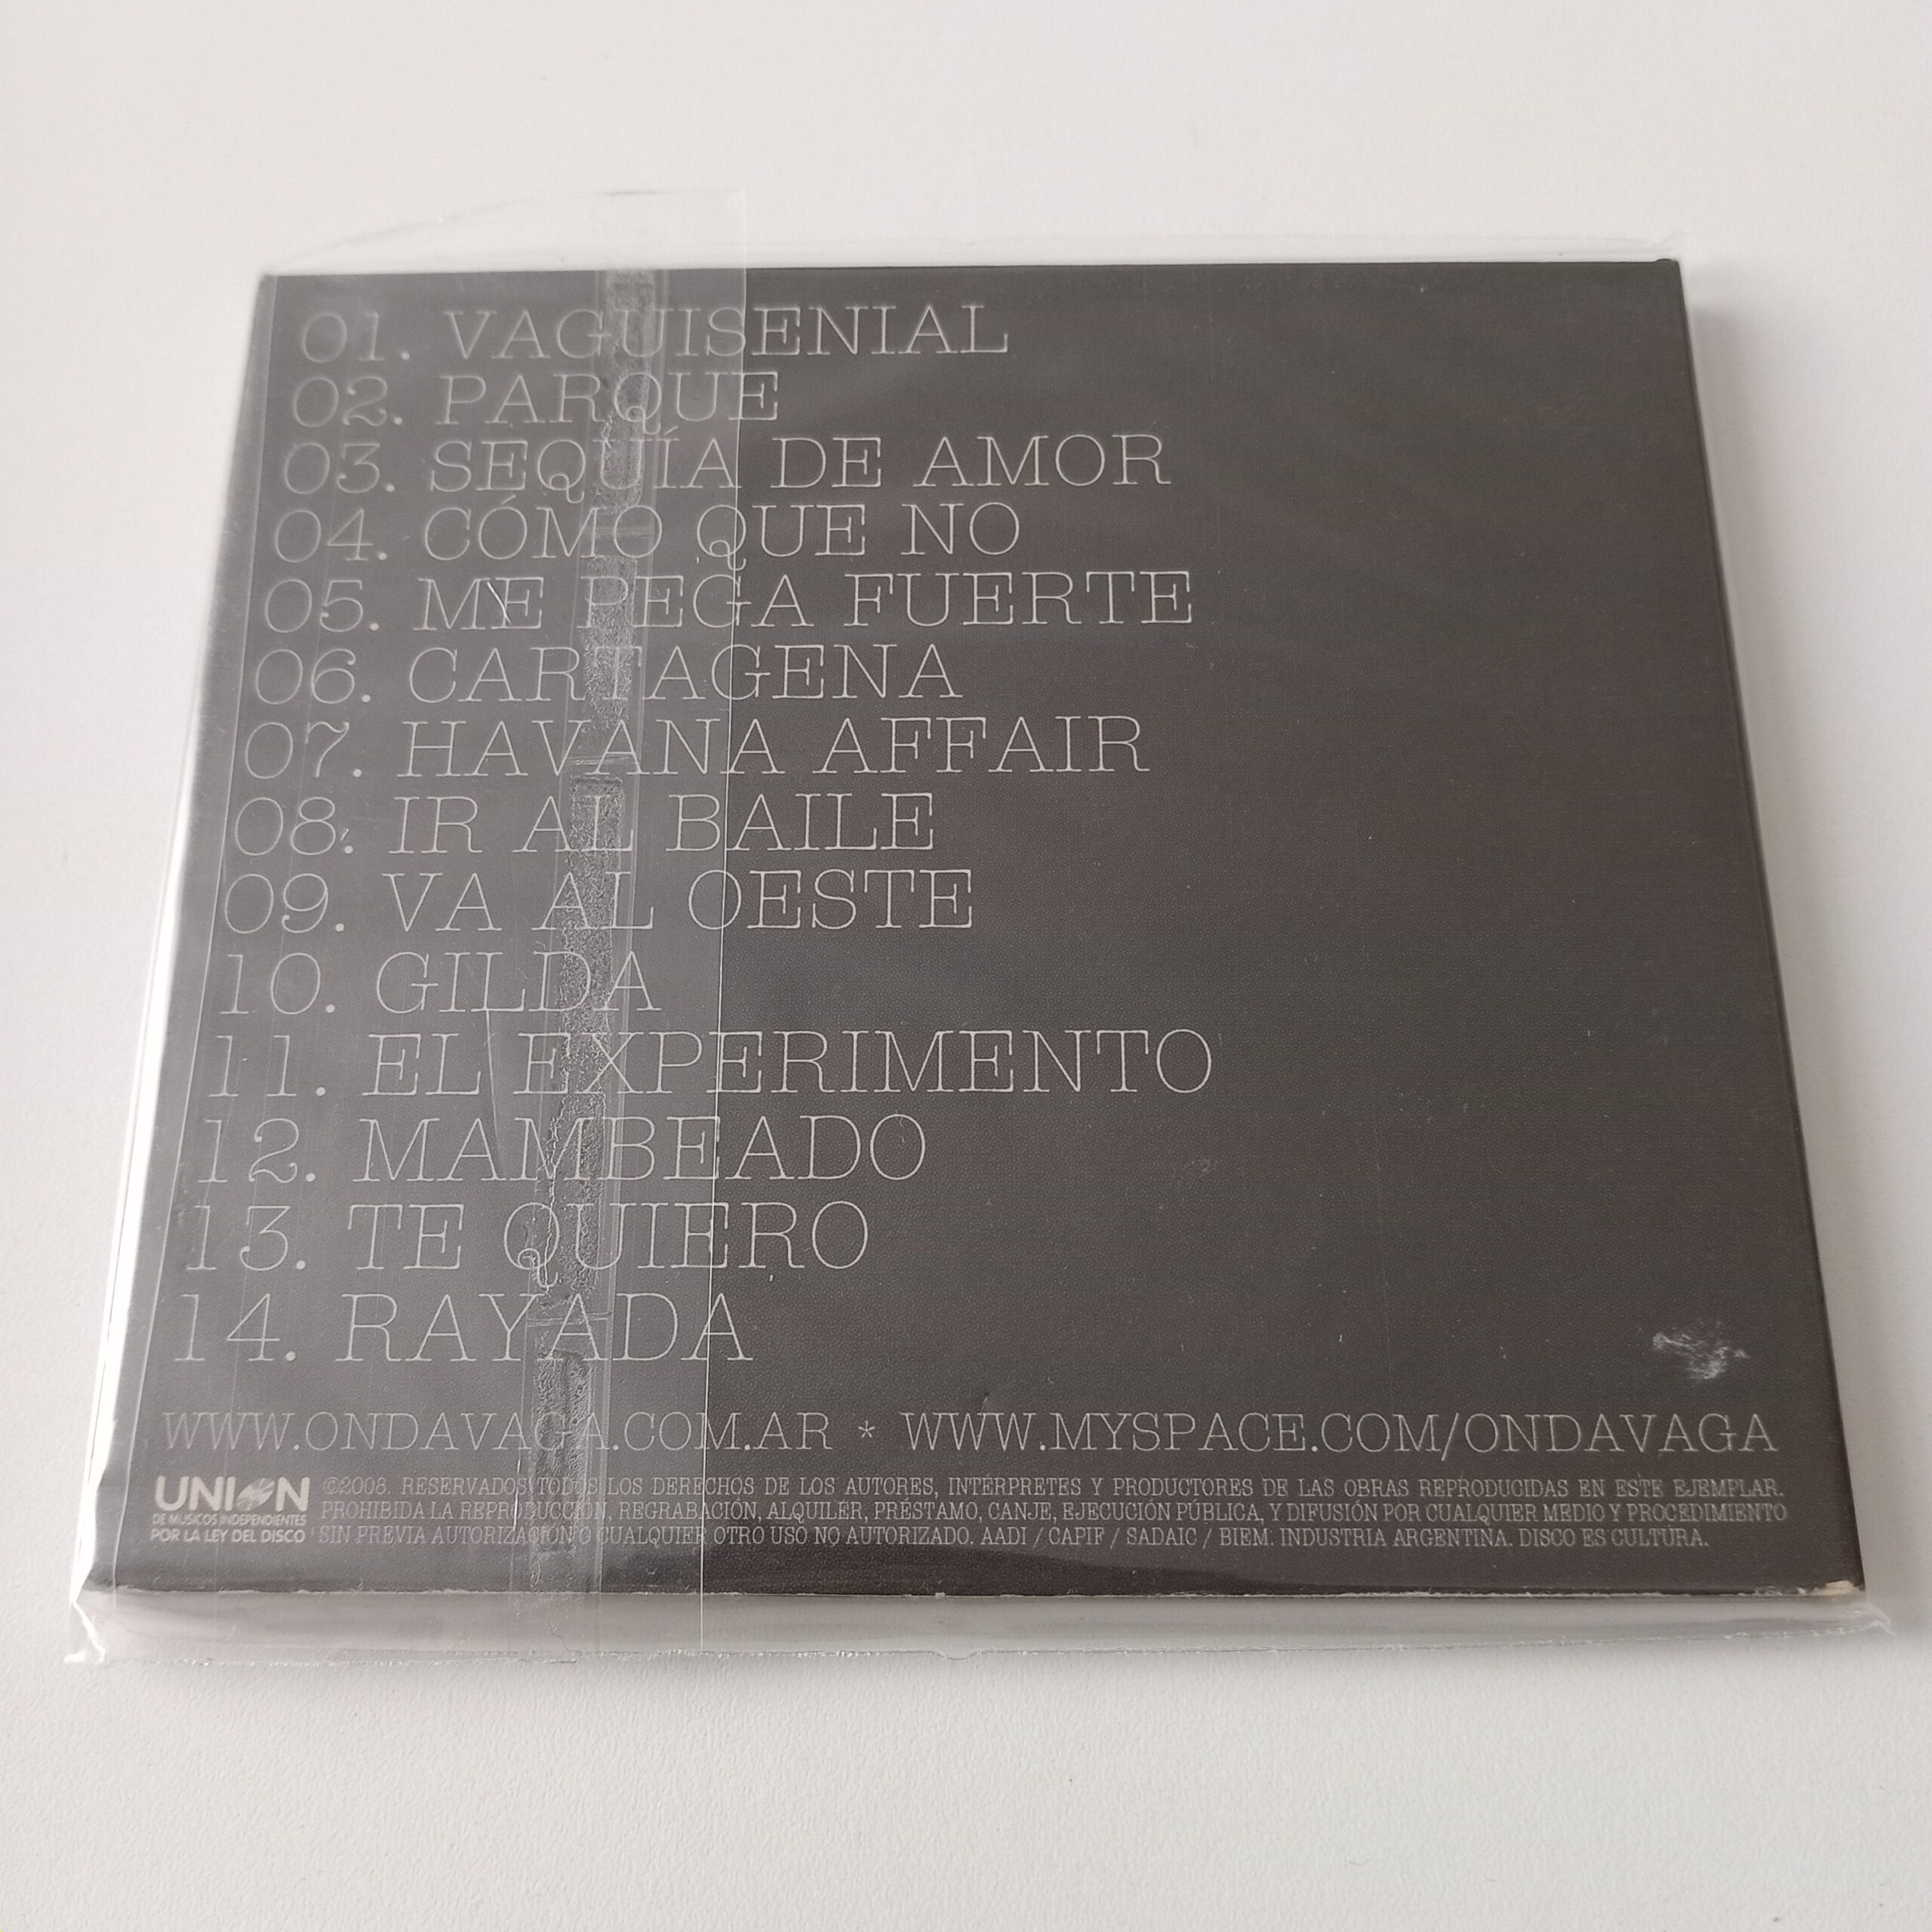 01. VAGUISENIAL
02. PARQUE
03. SEQUÍA DE AMOR
04. CÓMO QUE NO
05. ME PEGA FUERTE
06. CARTAGENA
07. HAVANA AFFAIR
08. IR AL BAILE
09. VA AL OESTE
10. GILDA
11. EL EXPERIMENTO
12. MAMBEADO
13. TE QUIERO
14. RAYADA
WWW.ONDAVAGA.COM.AR * WWW.MYSPACE.COM/ONDAVAGA
UNION
DE MUSICOS INDEPENDIENTES
POR LA LEY DEL DISCO
©2008. RESERVADOS TODOS LOS DERECHOS DE LOS AUTORES, INTÉRPRETES Y PRODUCTORES DE LAS OBRAS REPRODUCIDAS EN ESTE EJEMPLAR.
PROHIBIDA LA REPRODUCCIÓN, REGRABACIÓN, ALQUILER, PRÉSTAMO, CANJE, EJECUCIÓN PÚBLICA, Y DIFUSIÓN POR CUALQUIER MEDIO Y PROCEDIMIENTO
SIN PREVIA AUTORIZACIÓN O CUALQUIER OTRO USO NO AUTORIZADO. AADI / CAPIF / SADAIC / BIEM. INDUSTRIA ARGENTINA. DISCO ES CULTURA.